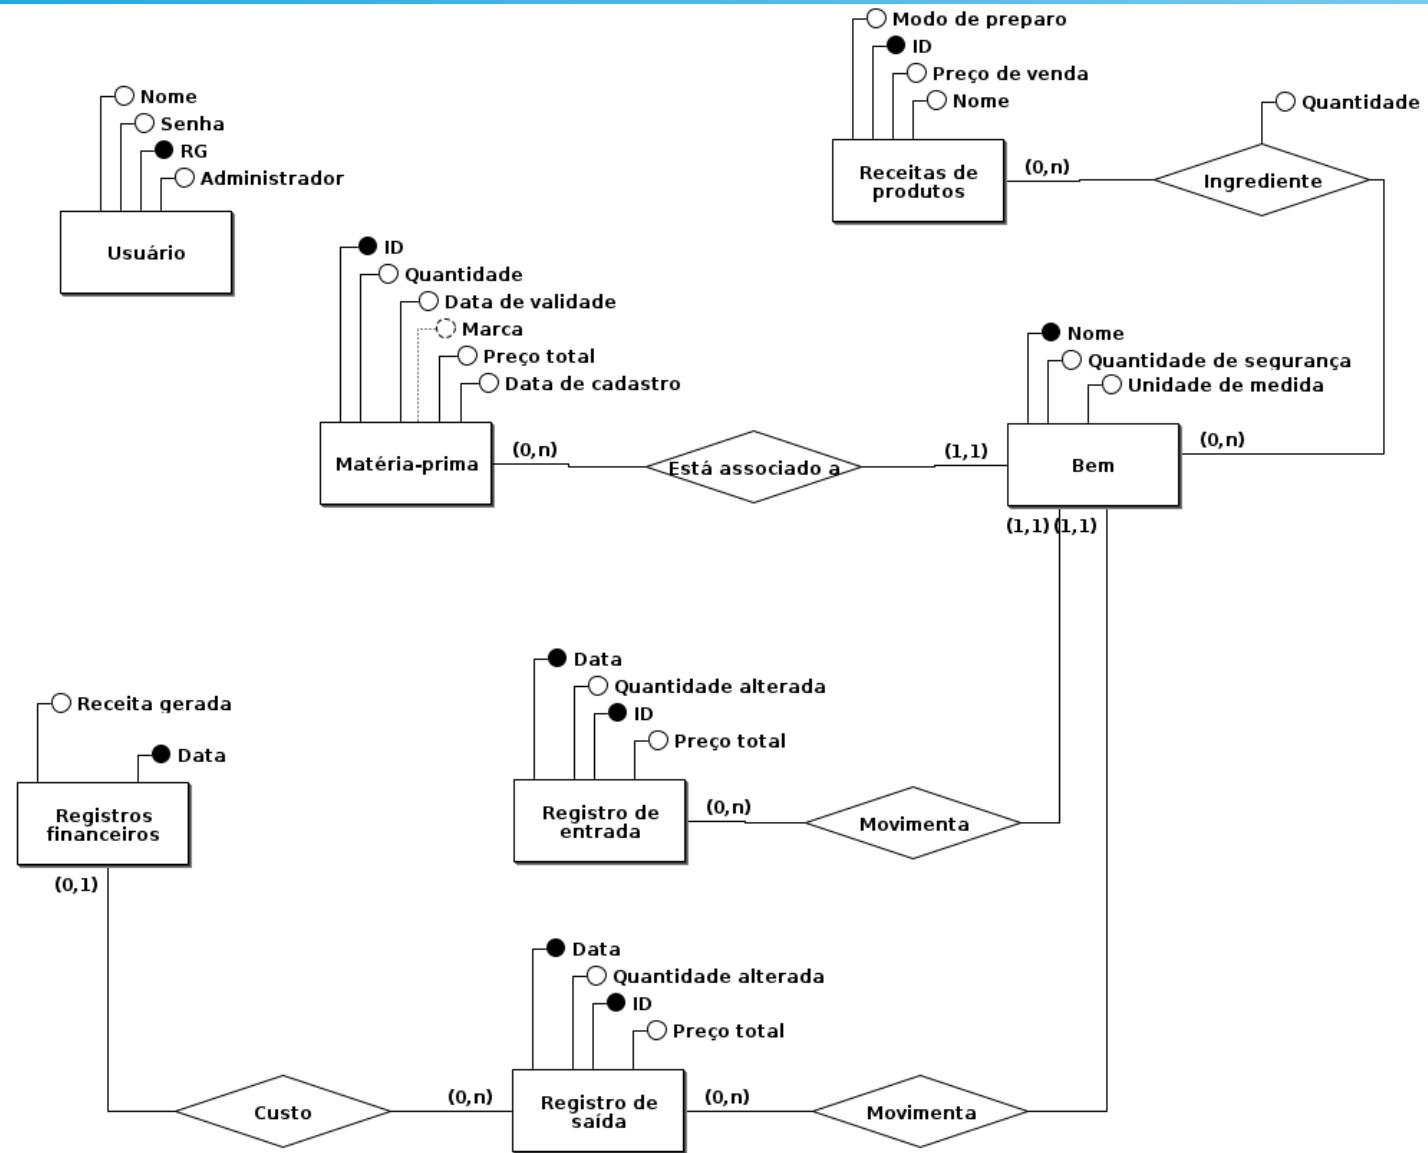 Modo de preparo
ID
Preço de venda
Nome
Receitas de
produtos
(0,n)
Ingrediente
Quantidade
Nome
Senha
RG
Administrador
Usuário
ID
Quantidade
Data de validade
Marca
Preço total
Data de cadastro
Matéria-prima
(0,n)
Está associado a
(1,1)
Nome
Quantidade de segurança
Unidade de medida
Bem
(0,n)
(1,1)
(1,1)
Data
Quantidade alterada
ID
Preço total
Registro de
entrada
(0,n)
Movimenta
Receita gerada
Data
Registros
financeiros
(0,1)
Data
Quantidade alterada
ID
Preço total
Custo
(0,n)
Registro de
saída
(0,n)
Movimenta